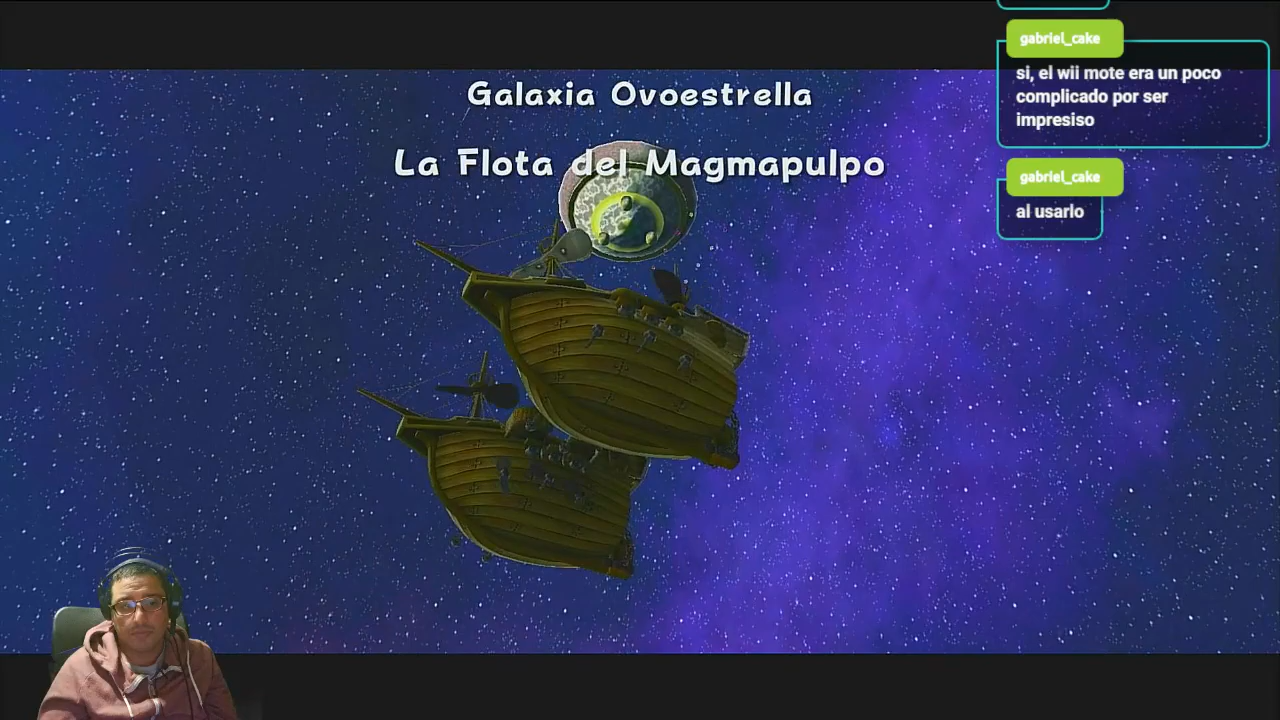 Galaxia Ovoestrella
La Flota del Magmapulpo
gabriel_cake
si, el wii mote era un poco
complicado por ser
impresiso
gabriel_cake
al usarlo